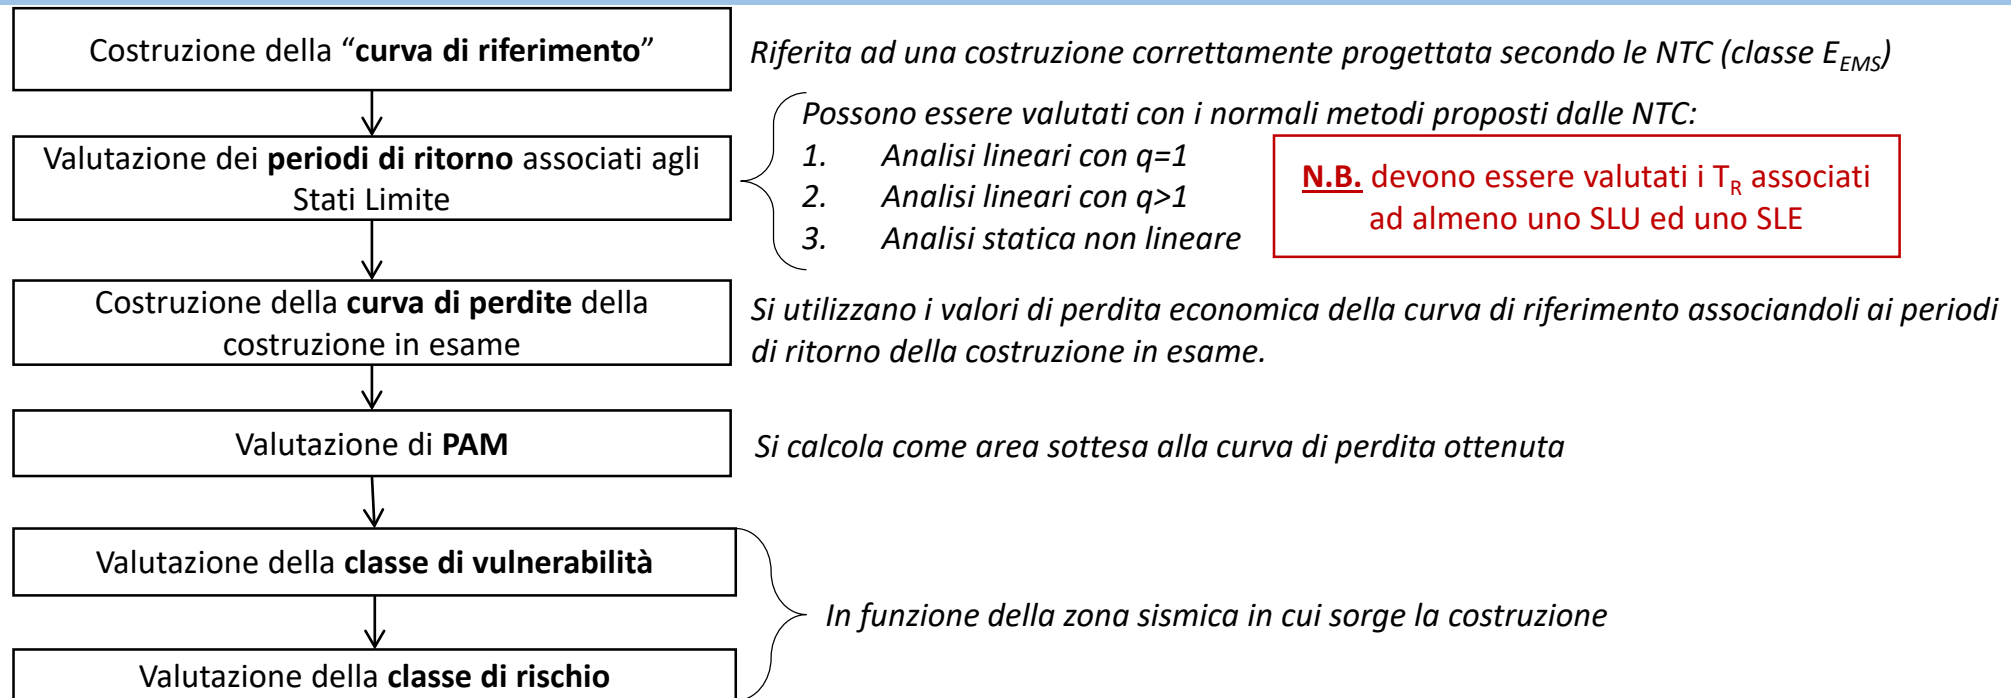 Costruzione della “curva di riferimento”
Riferita ad una costruzione correttamente progettata secondo le NTC (classe E_EMS)
Valutazione dei periodi di ritorno associati agli
Stati Limite
Possono essere valutati con i normali metodi proposti dalle NTC:
1. Analisi lineari con q=1
2. Analisi lineari con q>1
3. Analisi statica non lineare
N.B. devono essere valutati i T_R associati
ad almeno uno SLU ed uno SLE
Costruzione della curva di perdite della
costruzione in esame
Si utilizzano i valori di perdita economica della curva di riferimento associandoli ai periodi
di ritorno della costruzione in esame.
Valutazione di PAM
Si calcola come area sottesa alla curva di perdita ottenuta
Valutazione della classe di vulnerabilità
In funzione della zona sismica in cui sorge la costruzione
Valutazione della classe di rischio